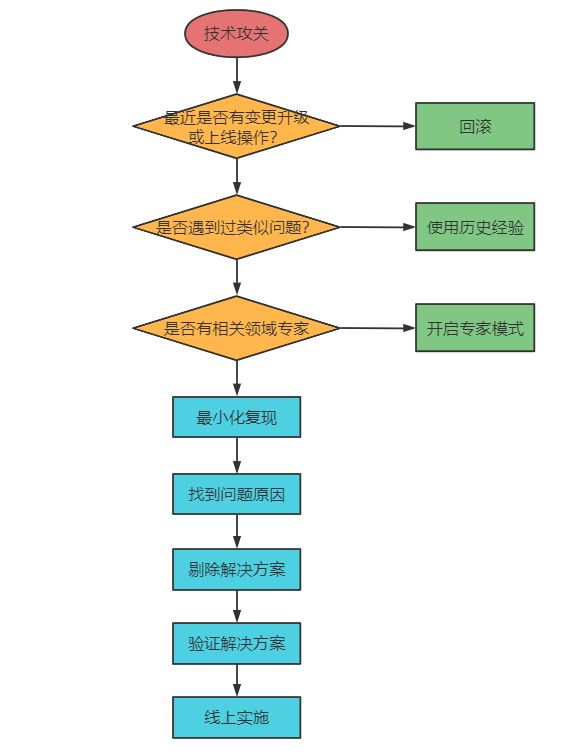 技术攻关
最近是否有变更升级
或上线操作?
回滚
是否遇到过类似问题?
使用历史经验
是否有相关领域专家
开启专家模式
最小化复现
找到问题原因
剔除解决方案
验证解决方案
线上实施